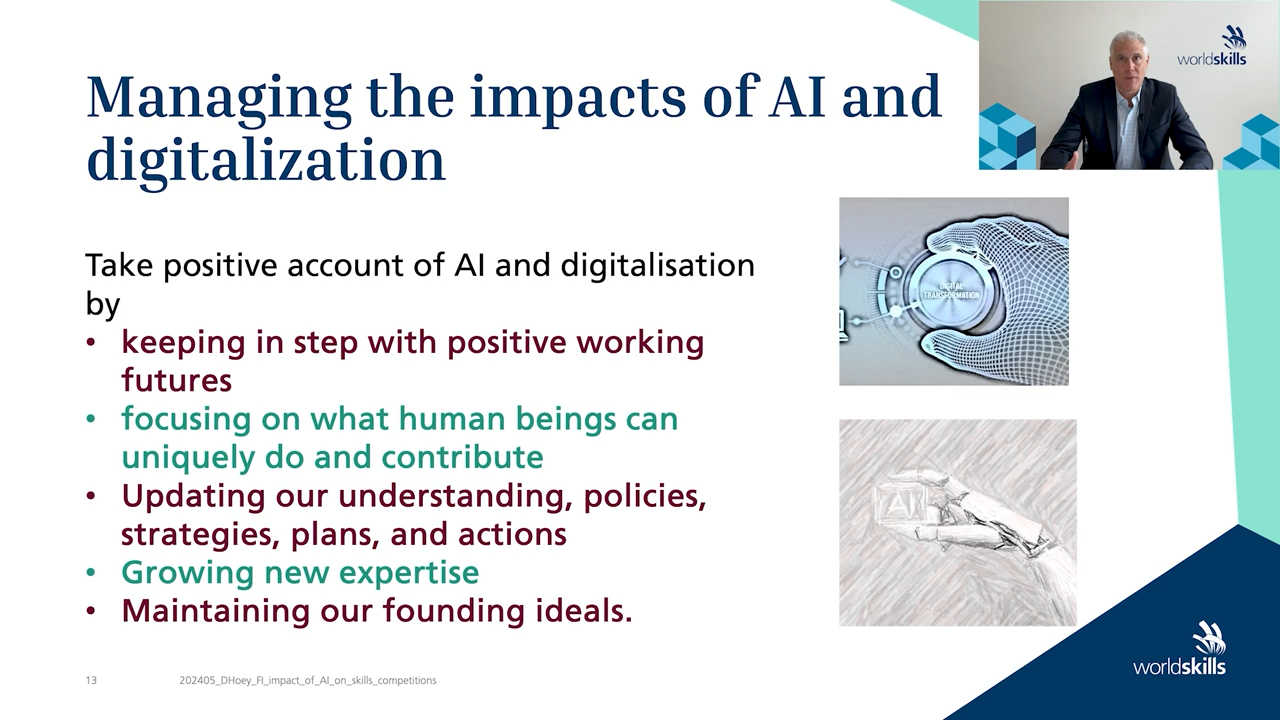 Managing the impacts of AI and
digitalization
worldskills
Take positive account of AI and digitalisation
by
• keeping in step with positive working
futures
• focusing on what human beings can
uniquely do and contribute
• Updating our understanding, policies,
strategies, plans, and actions
• Growing new expertise
• Maintaining our founding ideals.
DIGITAL
TRANSFORMATION
AI
13
202405_DHoey_FI_impact_of_AI_on_skills_competitions
worldskills